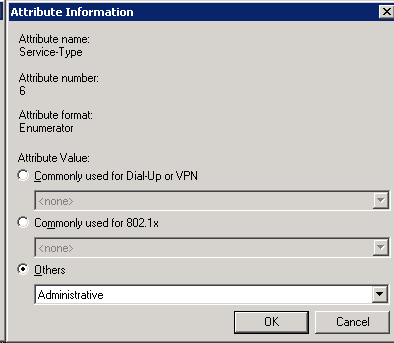 Attribute Information
Attribute name:
Service-Type
Attribute number:
6
Attribute format:
Enumerator
Attribute Value:
Commonly used for Dial-Up or VPN
<none>
Commonly used for 802.1x
<none>
Others
Administrative
OK Cancel